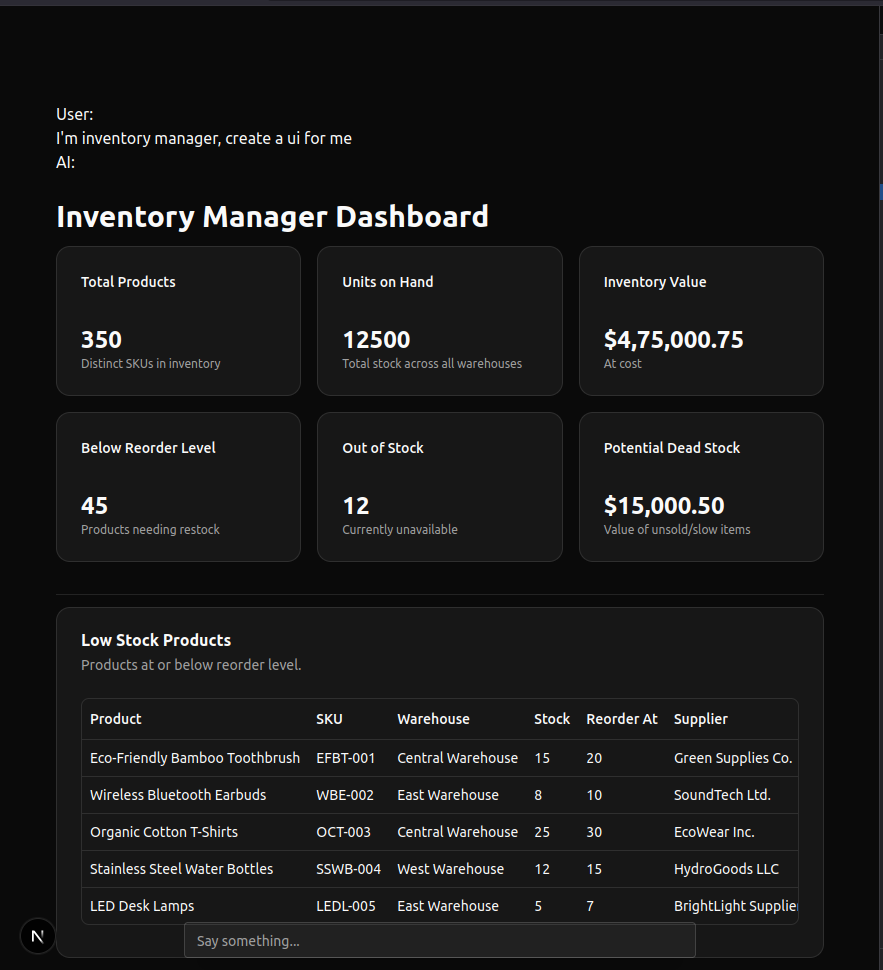 User:
I'm inventory manager, create a ui for me
AI:
Inventory Manager Dashboard
Total Products
350
Distinct SKUs in inventory
Units on Hand
12500
Total stock across all warehouses
Inventory Value
$4,75,000.75
At cost
Below Reorder Level
45
Products needing restock
Out of Stock
12
Currently unavailable
Potential Dead Stock
$15,000.50
Value of unsold/slow items
Low Stock Products
Products at or below reorder level.
Product SKU Warehouse Stock Reorder At Supplier
Eco-Friendly Bamboo Toothbrush EFBT-001 Central Warehouse 15 20 Green Supplies Co.
Wireless Bluetooth Earbuds WBE-002 East Warehouse 8 10 SoundTech Ltd.
Organic Cotton T-Shirts OCT-003 Central Warehouse 25 30 EcoWear Inc.
Stainless Steel Water Bottles SSWB-004 West Warehouse 12 15 HydroGoods LLC
LED Desk Lamps LEDL-005 East Warehouse 5 7 BrightLight Supplie
N
Say something...